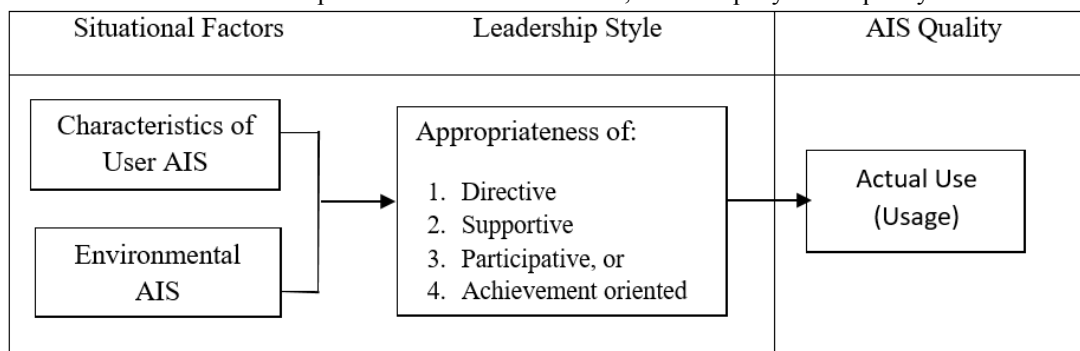 Situational Factors
Leadership Style
AIS Quality
Characteristics of
User AIS
Environmental
AIS
Appropriateness of:
1. Directive
2. Supportive
3. Participative, or
4. Achievement oriented
Actual Use
(Usage)